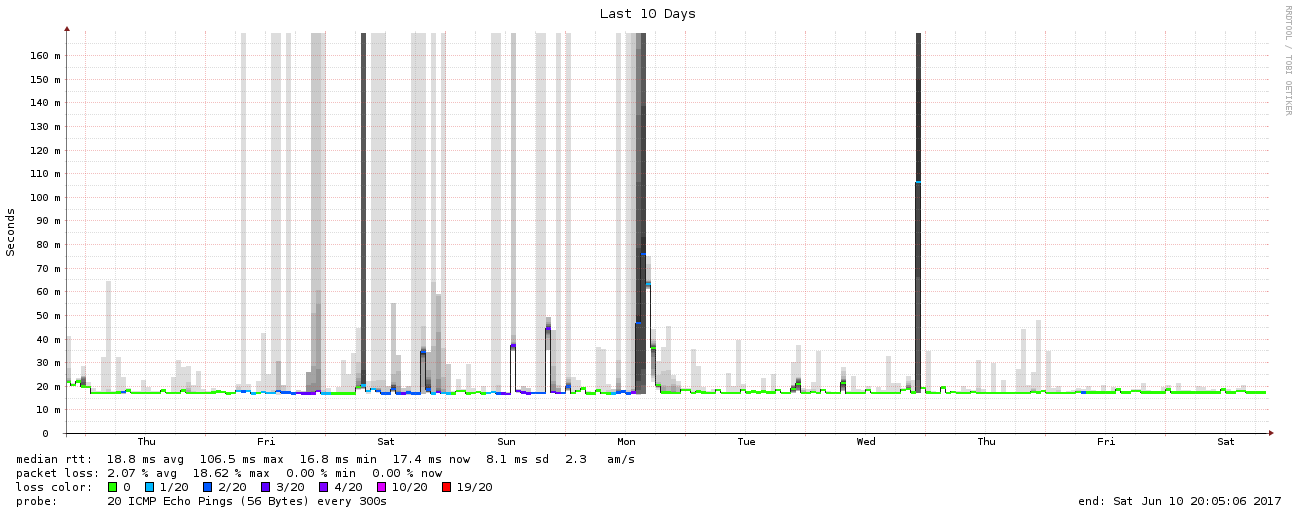 Last 10 Days
RRDTOOL / TOBI OETIKER
Seconds
160 m
150 m
140 m
130 m
120 m
110 m
100 m
90 m
80 m
70 m
60 m
50 m
40 m
30 m
20 m
10 m
0
Thu Fri Sat Sun Mon Tue Wed Thu Fri Sat
median rtt: 18.8 ms avg 106.5 ms max 16.8 ms min 17.4 ms now 8.1 ms sd 2.3 am/s
packet loss: 2.07 % avg 18.62 % max 0.00 % min 0.00 % now
loss color: 0 1/20 2/20 3/20 4/20 10/20 19/20
probe: 20 ICMP Echo Pings (56 Bytes) every 300s end: Sat Jun 10 20:05:06 2017